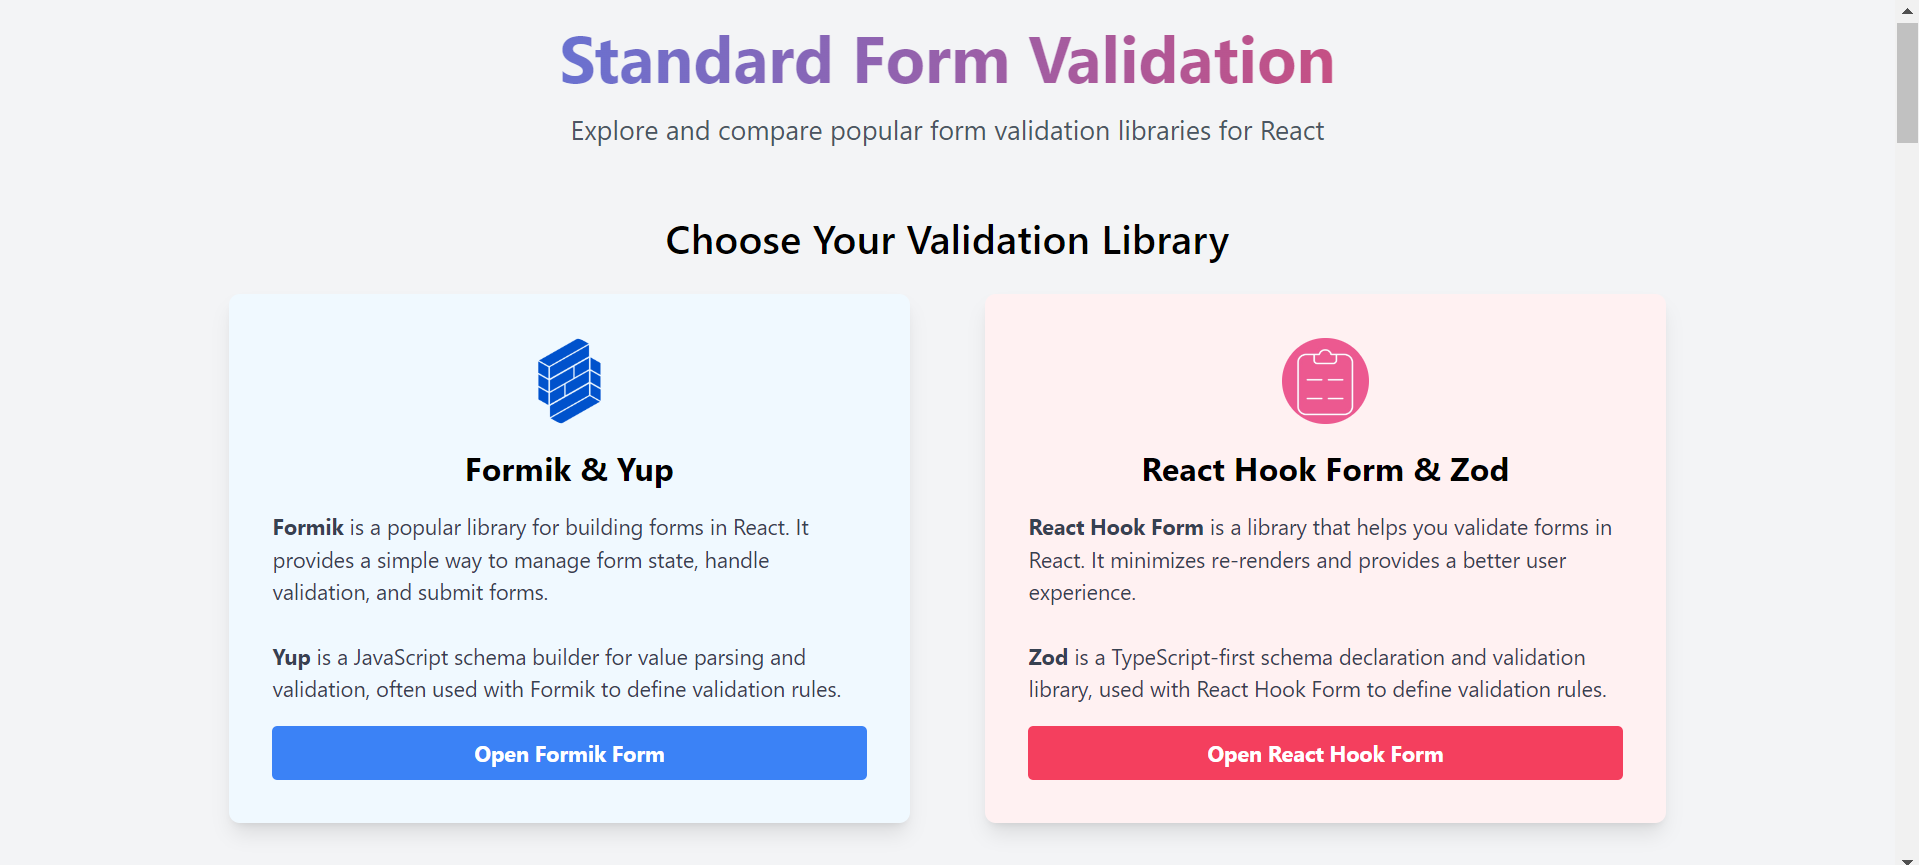 Standard Form Validation
Explore and compare popular form validation libraries for React
Choose Your Validation Library
Formik & Yup
Formik is a popular library for building forms in React. It
provides a simple way to manage form state, handle
validation, and submit forms.
Yup is a JavaScript schema builder for value parsing and
validation, often used with Formik to define validation rules.
Open Formik Form
React Hook Form & Zod
React Hook Form is a library that helps you validate forms in
React. It minimizes re-renders and provides a better user
experience.
Zod is a TypeScript-first schema declaration and validation
library, used with React Hook Form to define validation rules.
Open React Hook Form